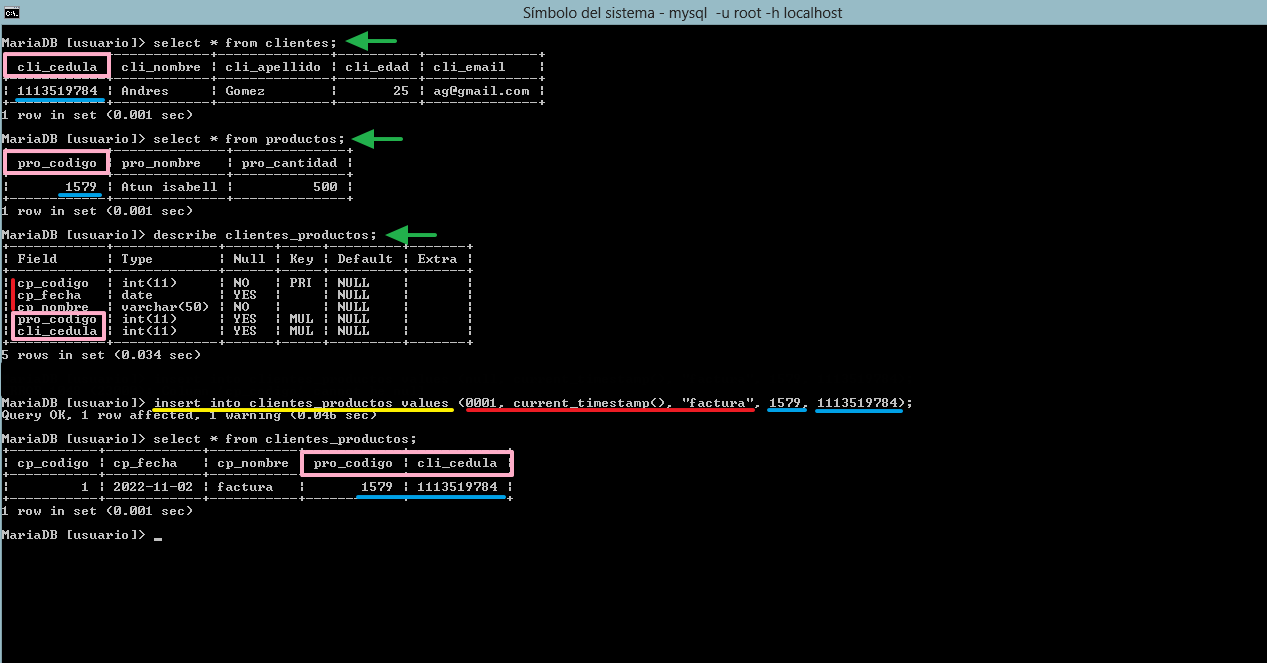 Símbolo del sistema - mysql -u root -h localhost
MariaDB [usuario]> select * from clientes;
| cli_cedula | cli_nombre | cli_apellido | cli_edad | cli_email |
| 1113519784 | Andres | Gomez | 25 | ag@gmail.com |
1 row in set (0.001 sec)
MariaDB [usuario]> select * from productos;
| pro_codigo | pro_nombre | pro_cantidad |
| 1579 | Atun isabell | 500 |
1 row in set (0.001 sec)
MariaDB [usuario]> describe clientes_productos;
| Field | Type | Null | Key | Default | Extra |
| cp_codigo | int(11) | NO | PRI | NULL | |
| cp_fecha | date | YES | | NULL | |
| cp_nombre | varchar(50) | NO | | NULL | |
| pro_codigo | int(11) | YES | MUL | NULL | |
| cli_cedula | int(11) | YES | MUL | NULL | |
5 rows in set (0.034 sec)
MariaDB [usuario]> insert into clientes_productos values (0001, current_timestamp(), "factura", 1579, 1113519784);
Query OK, 1 row affected, 1 warning (0.046 sec)
MariaDB [usuario]> select * from clientes_productos;
| cp_codigo | cp_fecha | cp_nombre | pro_codigo | cli_cedula |
| 1 | 2022-11-02 | factura | 1579 | 1113519784 |
1 row in set (0.001 sec)
MariaDB [usuario]> _